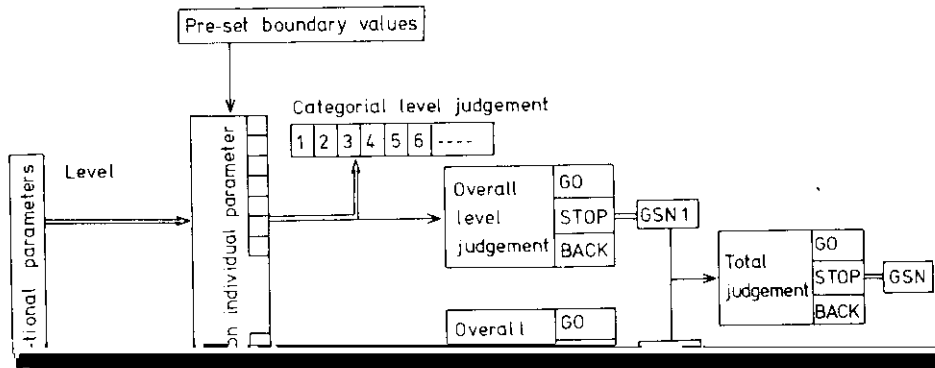 Pre-set boundary values
Categorial level judgement
1 2 3 4 5 6 ----
Level
-tional parameters
on individual parameter
Overall
level
judgement
GO
STOP
BACK
GSN1
Total
judgement
GO
STOP
BACK
GSN
Overall
GO